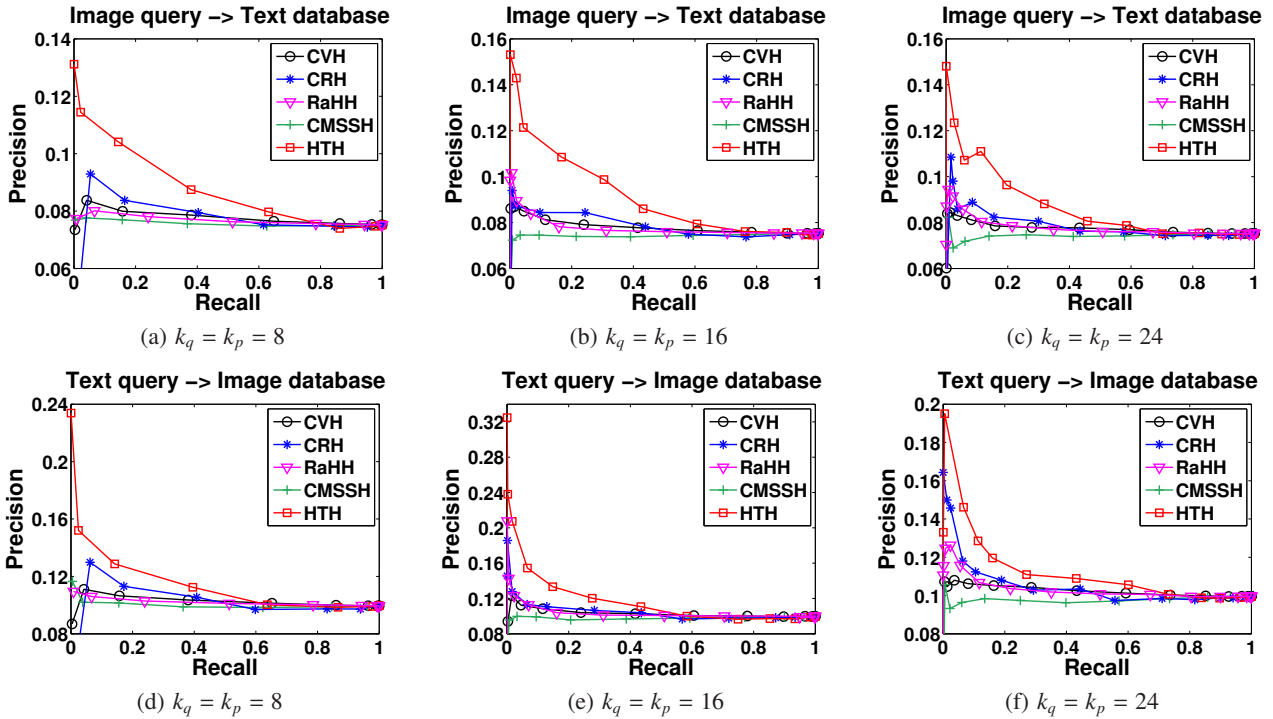 Image query –> Text database
Image query –> Text database
Image query –> Text database
Precision
0.14
0.12
0.1
0.08
0.06
0 0.2 0.4 0.6 0.8 1
Recall
CVH
CRH
RaHH
CMSSH
HTH
(a) k_q = k_p = 8
Precision
0.16
0.14
0.12
0.1
0.08
0.06
0 0.2 0.4 0.6 0.8 1
Recall
CVH
CRH
RaHH
CMSSH
HTH
(b) k_q = k_p = 16
Precision
0.16
0.14
0.12
0.1
0.08
0.06
0 0.2 0.4 0.6 0.8 1
Recall
CVH
CRH
RaHH
CMSSH
HTH
(c) k_q = k_p = 24
Text query –> Image database
Text query –> Image database
Text query –> Image database
Precision
0.24
0.2
0.16
0.12
0.08
0 0.2 0.4 0.6 0.8 1
Recall
CVH
CRH
RaHH
CMSSH
HTH
(d) k_q = k_p = 8
Precision
0.32
0.28
0.24
0.2
0.16
0.12
0.08
0 0.2 0.4 0.6 0.8 1
Recall
CVH
CRH
RaHH
CMSSH
HTH
(e) k_q = k_p = 16
Precision
0.2
0.18
0.16
0.14
0.12
0.1
0.08
0 0.2 0.4 0.6 0.8 1
Recall
CVH
CRH
RaHH
CMSSH
HTH
(f) k_q = k_p = 24